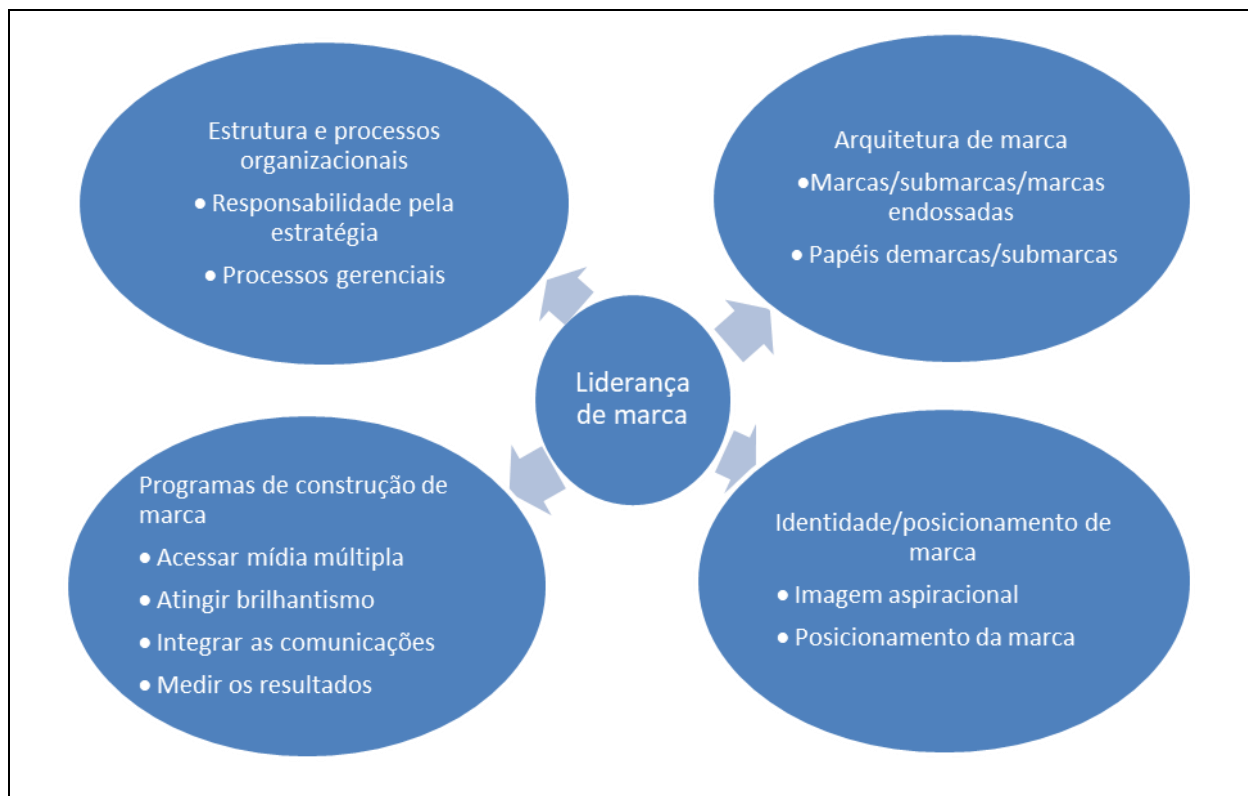 Estrutura e processos
organizacionais
• Responsabilidade pela
estratégia
• Processos gerenciais
Arquitetura de marca
•Marcas/submarcas/marcas
endossadas
• Papéis demarcas/submarcas
Liderança
de marca
Programas de construção de
marca
• Acessar mídia múltipla
• Atingir brilhantismo
• Integrar as comunicações
• Medir os resultados
Identidade/posicionamento de
marca
• Imagem aspiracional
• Posicionamento da marca